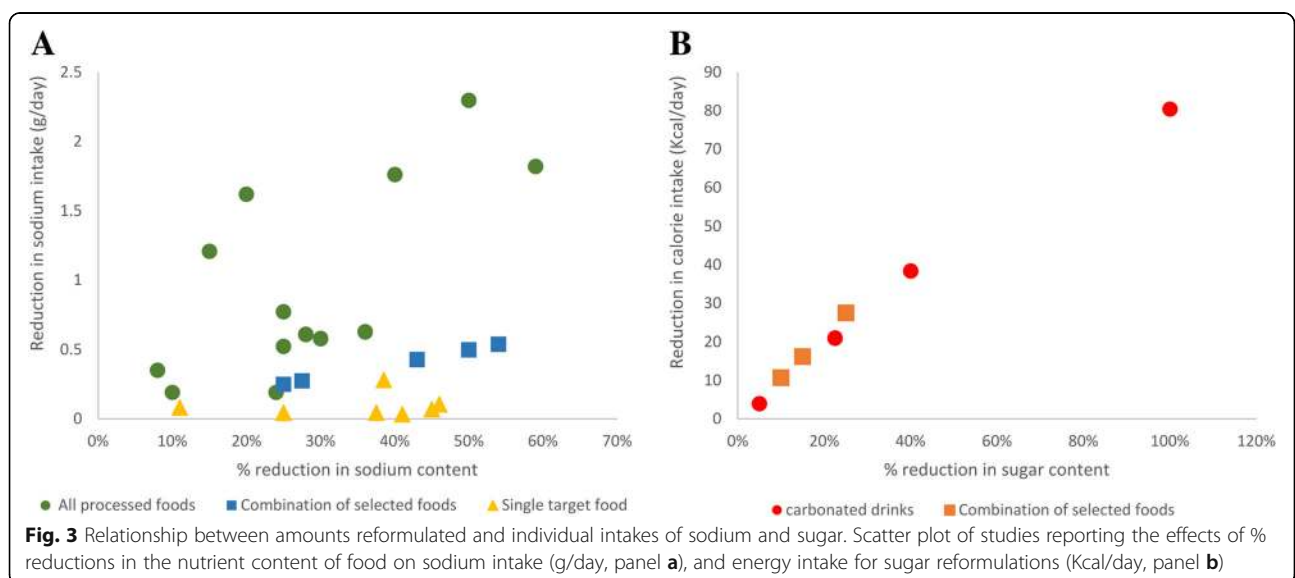 A
B
Reduction in sodium intake (g/day)
2.5
2
1.5
1
0.5
0
0%
10%
20%
30%
40%
50%
60%
70%
% reduction in sodium content
All processed foods
Combination of selected foods
Single target food
Reduction in calorie intake (Kcal/day)
90
80
70
60
50
40
30
20
10
0
0%
20%
40%
60%
80%
100%
120%
% reduction in sugar content
carbonated drinks
Combination of selected foods
Fig. 3 Relationship between amounts reformulated and individual intakes of sodium and sugar. Scatter plot of studies reporting the effects of %
reductions in the nutrient content of food on sodium intake (g/day, panel a), and energy intake for sugar reformulations (Kcal/day, panel b)